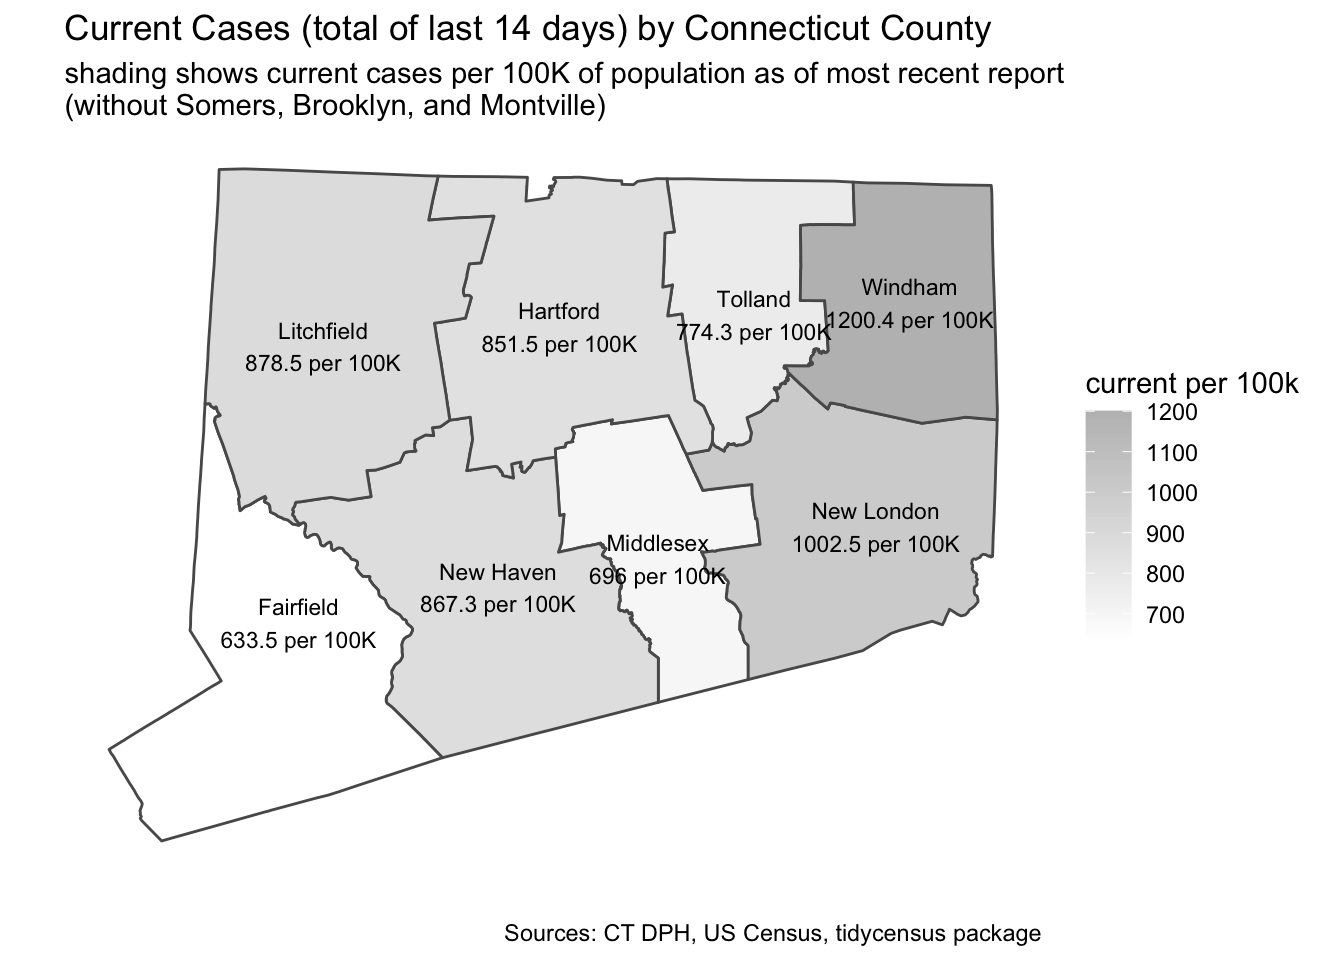 Current Cases (total of last 14 days) by Connecticut County
shading shows current cases per 100K of population as of most recent report
(without Somers, Brooklyn, and Montville)
Windham
1200.4 per 100K
Tolland
774.3 per 100K
Hartford
851.5 per 100K
Litchfield
878.5 per 100K
New London
1002.5 per 100K
Middlesex
696 per 100K
New Haven
867.3 per 100K
Fairfield
633.5 per 100K
current per 100k
1200
1100
1000
900
800
700
Sources: CT DPH, US Census, tidycensus package